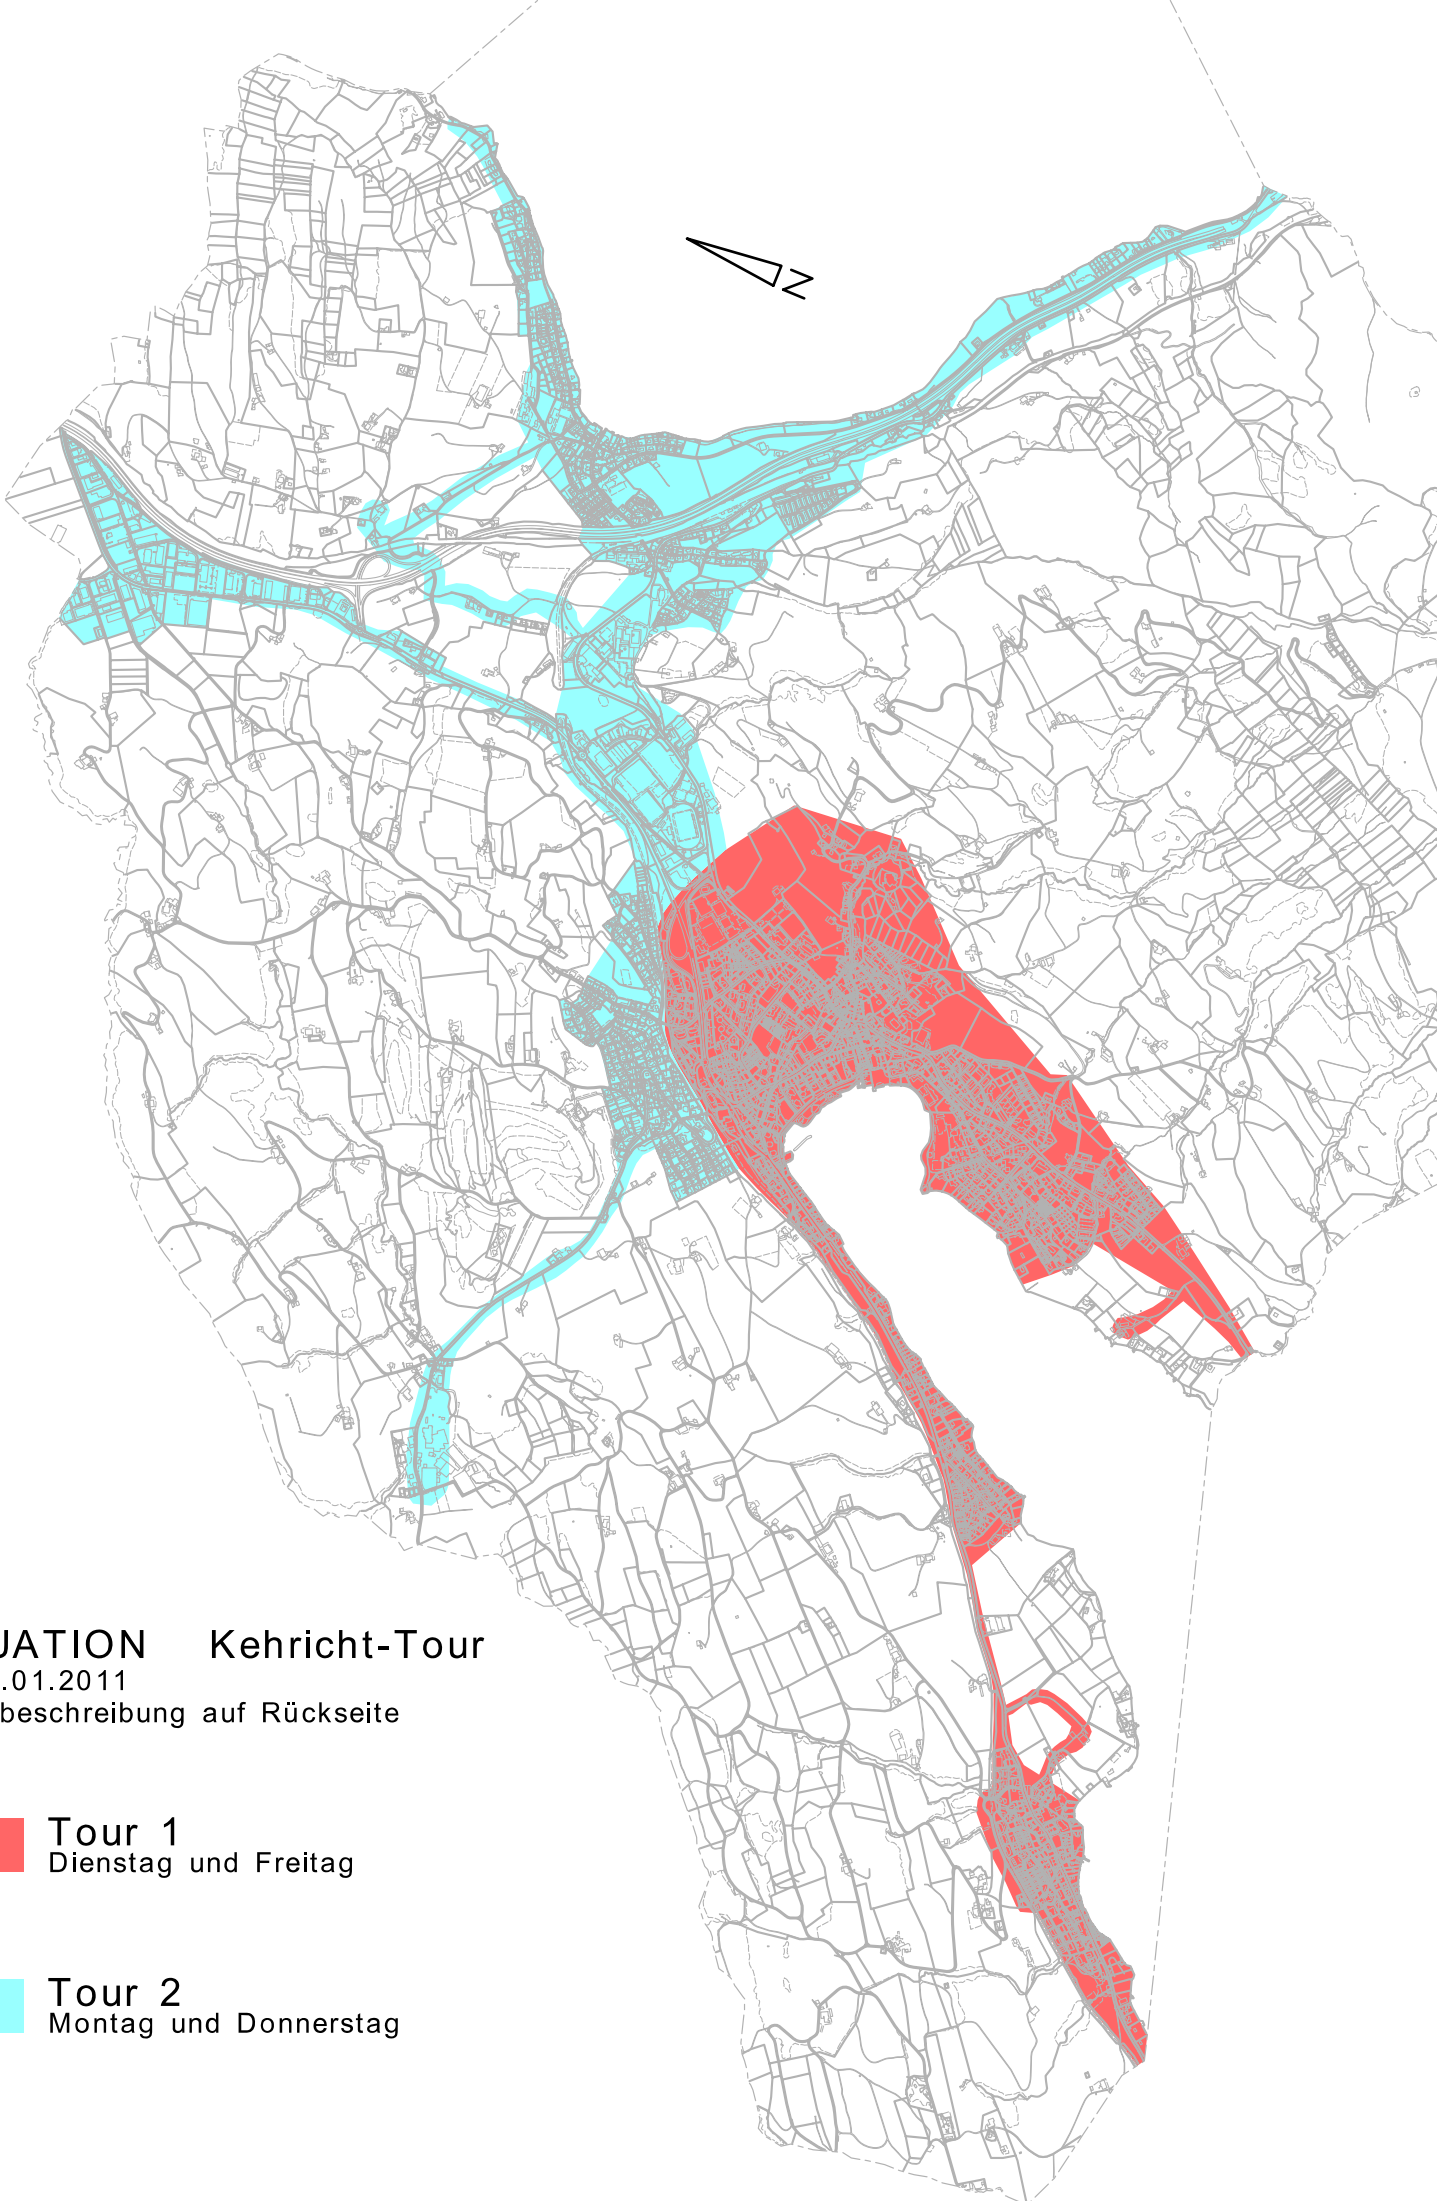 N
UATION Kehricht-Tour
.01.2011
beschreibung auf Rückseite
Tour 1
Dienstag und Freitag
Tour 2
Montag und Donnerstag